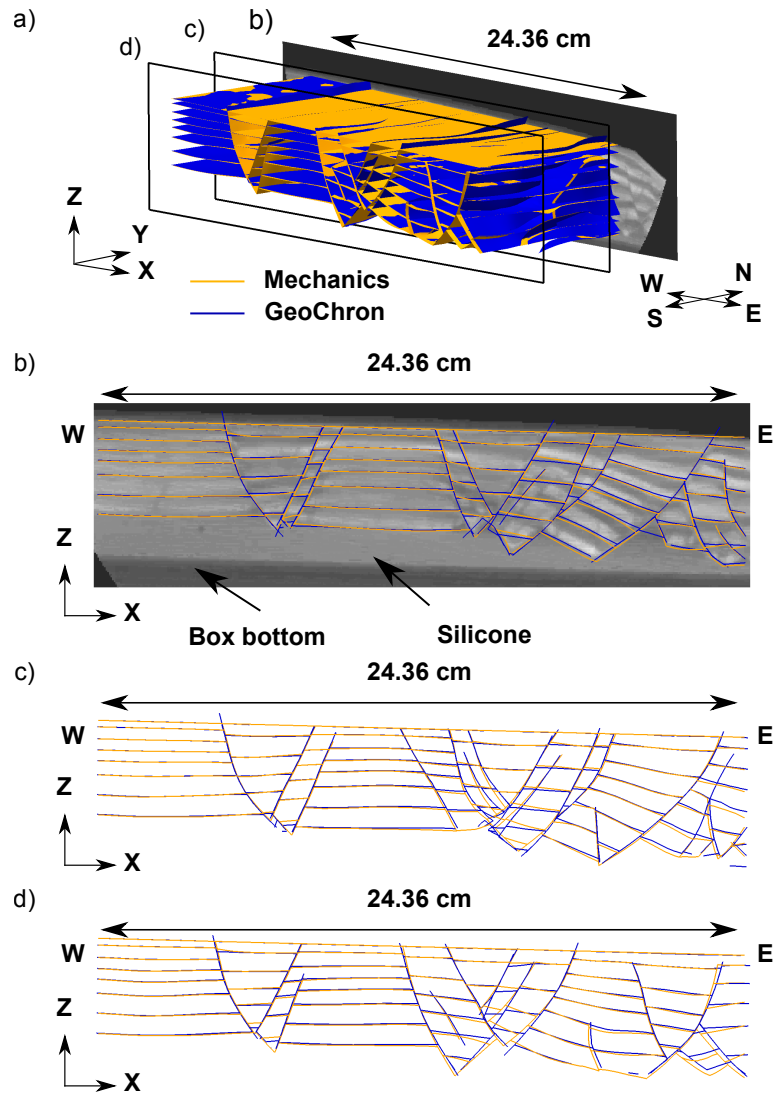 a)
d)
c)
b)
24.36 cm
Z
Y
X
Mechanics
GeoChron
W
N
S
E
b)
24.36 cm
W
E
Z
X
Box bottom
Silicone
c)
24.36 cm
W
E
Z
X
d)
24.36 cm
W
E
Z
X